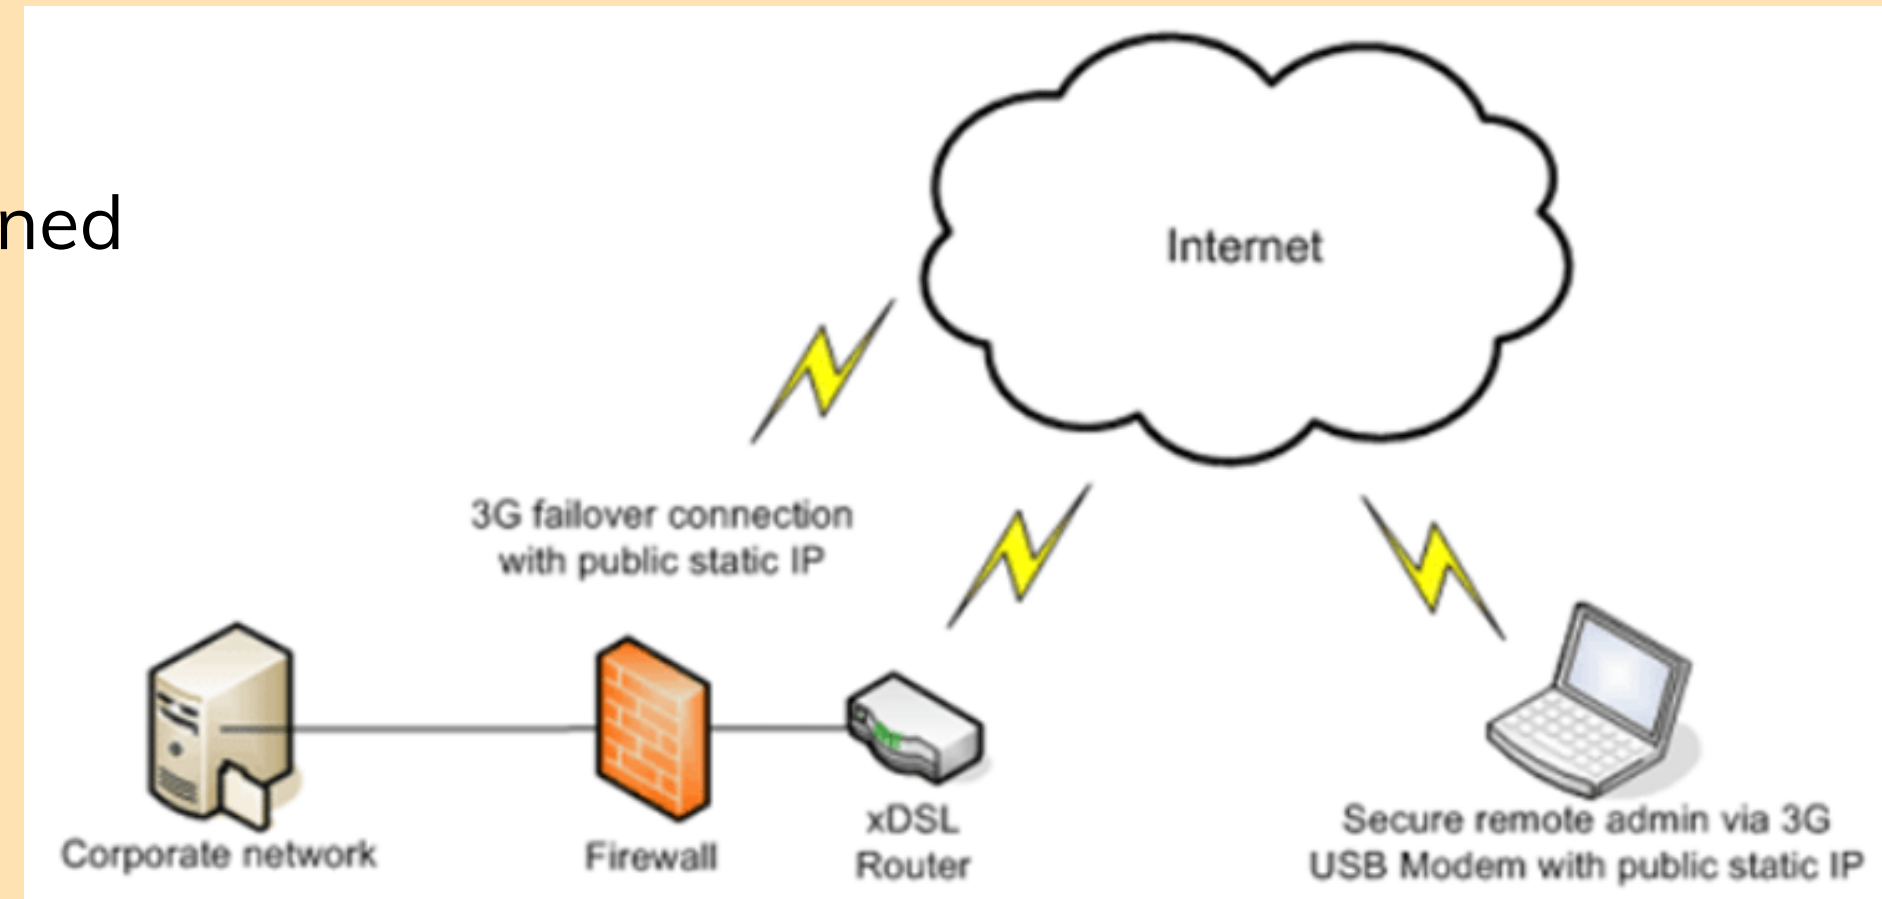 ned
Internet
3G failover connection
with public static IP
Corporate network
Firewall
xDSL
Router
Secure remote admin via 3G
USB Modem with public static IP